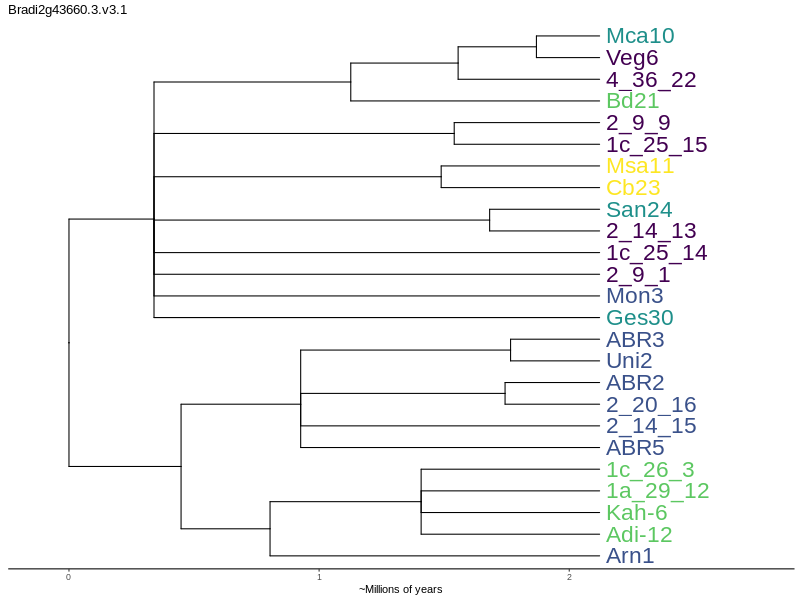 Bradi2g43660.3.v3.1
Mca10
Veg6
4_36_22
Bd21
2_9_9
1c_25_15
Msa11
Cb23
San24
2_14_13
1c_25_14
2_9_1
Mon3
Ges30
ABR3
Uni2
ABR2
2_20_16
2_14_15
ABR5
1c_26_3
1a_29_12
Kah-6
Adi-12
Arn1
0 1 2
~Millions of years